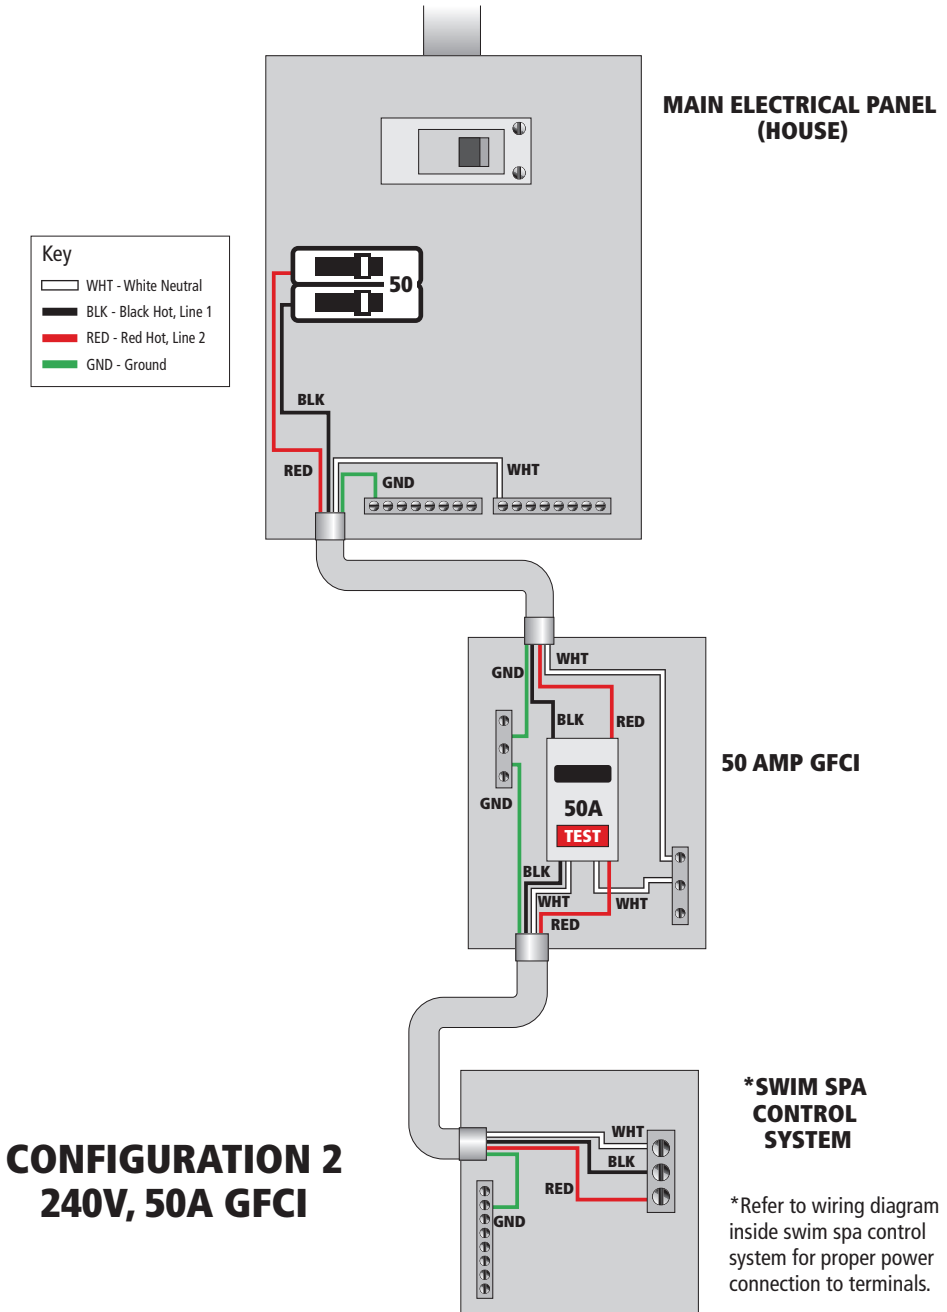 MAIN ELECTRICAL PANEL
(HOUSE)
Key
WHT - White Neutral
BLK - Black Hot, Line 1
RED - Red Hot, Line 2
GND - Ground
50
BLK
RED
GND
WHT
WHT
GND
BLK
RED
50 AMP GFCI
GND
50A
TEST
BLK
WHT
WHT
RED
*SWIM SPA
CONTROL
SYSTEM
WHT
BLK
RED
GND
CONFIGURATION 2
240V, 50A GFCI
*Refer to wiring diagram
inside swim spa control
system for proper power
connection to terminals.